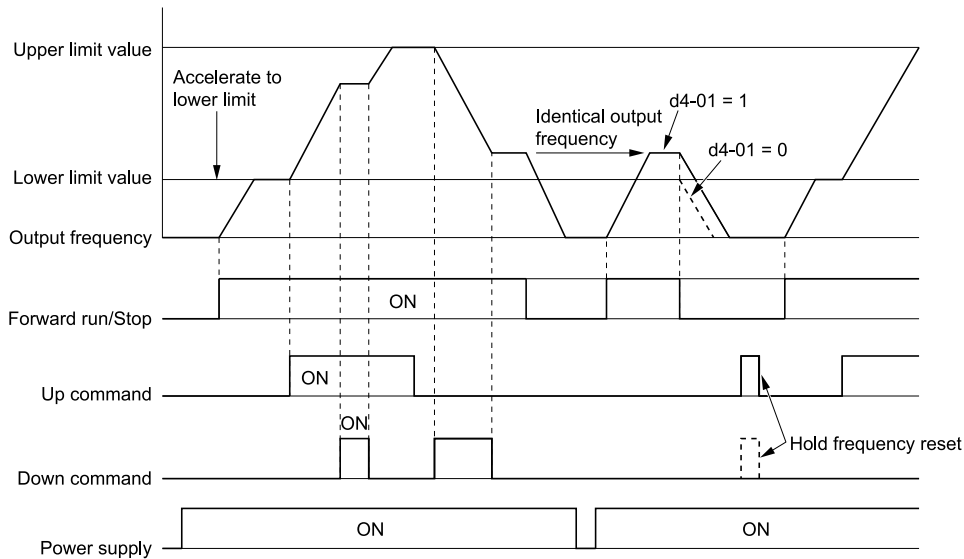 Upper limit value
Accelerate to
lower limit
Identical output
frequency
d4-01 = 1
d4-01 = 0
Lower limit value
Output frequency
ON
Forward run/Stop
ON
Up command
ON
Hold frequency reset
Down command
ON
ON
Power supply